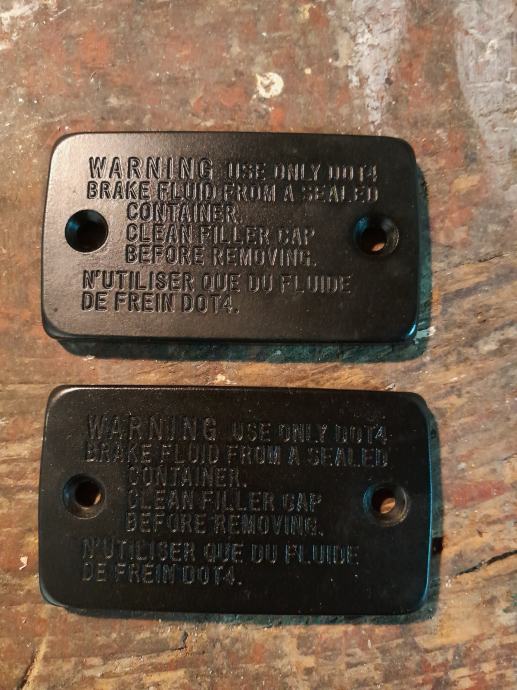 WARNING USE ONLY DOT4
BRAKE FLUID FROM A SEALED
CONTAINER.
CLEAN FILLER CAP
BEFORE REMOVING.
N'UTILISER QUE DU FLUIDE
DE FREIN DOT4.
WARNING USE ONLY DOT4
BRAKE FLUID FROM A SEALED
CONTAINER.
CLEAN FILLER CAP
BEFORE REMOVING.
N'UTILISER QUE DU FLUIDE
DE FREIN DOT4.